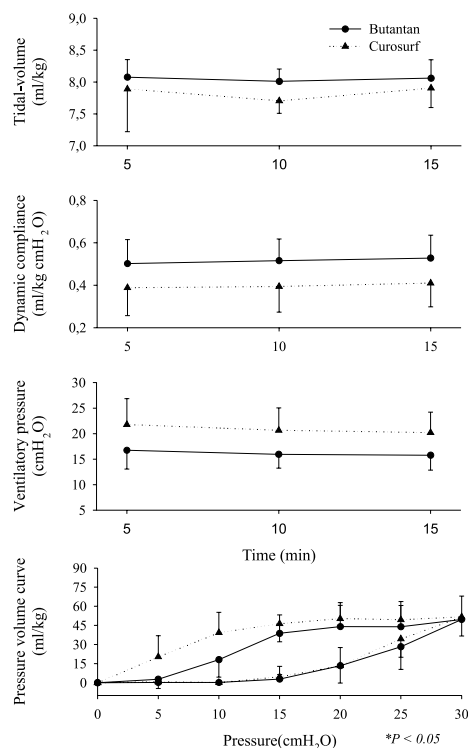 Butantan
Curosurf
Tidal-volume
(ml/kg)
9,0
8,5
8,0
7,5
7,0
5
10
15
Dynamic compliance
(ml/kg cmH2O)
0,8
0,6
0,4
0,2
5
10
15
Ventilatory pressure
(cmH2O)
30
25
20
15
10
5
5
10
15
Time (min)
Pressure volume curve
(ml/kg)
90
75
60
45
30
15
0
0
5
10
15
20
25
30
Pressure(cmH2O)
*P < 0.05